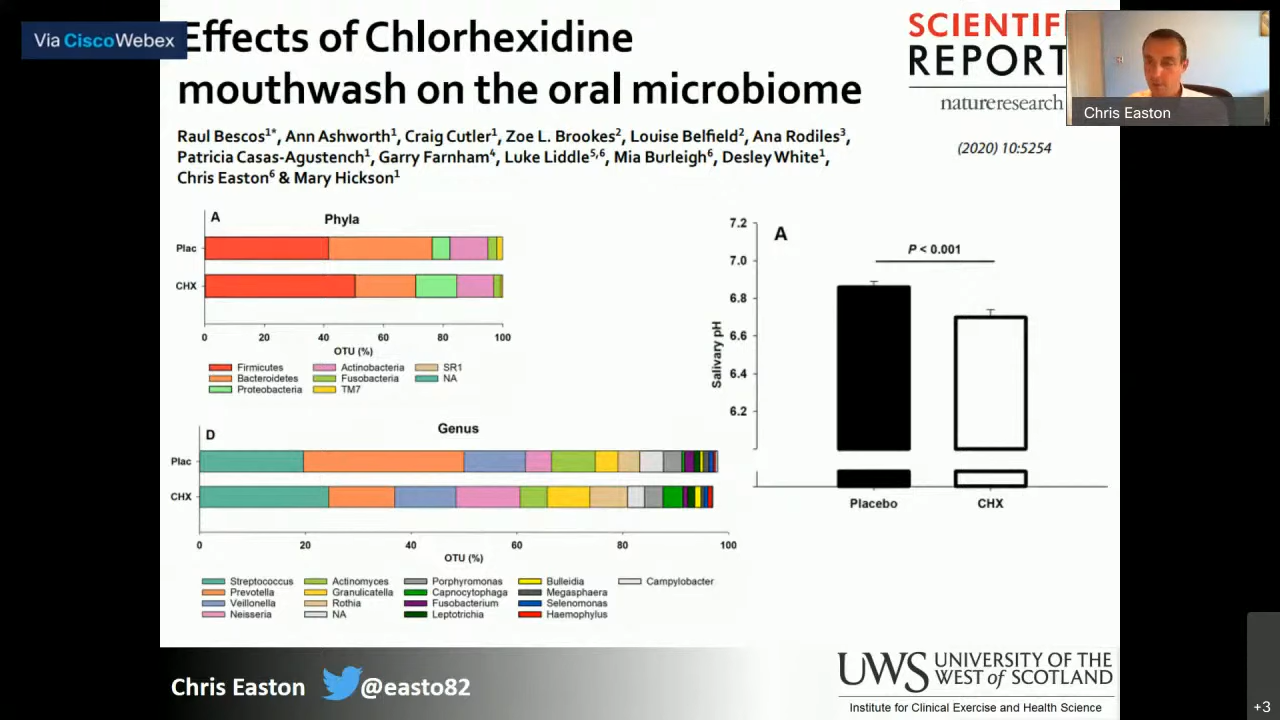 Via CiscoWebex
Effects of Chlorhexidine
mouthwash on the oral microbiome
SCIENTIF
REPORT
natureresearch
(2020) 10:5254
Chris Easton
Raul Bescos1*, Ann Ashworth1, Craig Cutler1, Zoe L. Brookes2, Louise Belfield2, Ana Rodiles3,
Patricia Casas-Agustench1, Garry Farnham4, Luke Liddle5,6, Mia Burleigh6, Desley White1,
Chris Easton6 & Mary Hickson1
A
Phyla
Plac
CHX
0 20 40 60 80 100
OTU (%)
Firmicutes Actinobacteria SR1
Bacteroidetes Fusobacteria NA
Proteobacteria TM7
D
Genus
Plac
CHX
0 20 40 60 80 100
OTU (%)
Streptococcus Actinomyces Porphyromonas Bulleidia Campylobacter
Prevotella Granulicatella Capnocytophaga Megasphaera
Veillonella Rothia Fusobacterium Selenomonas
Neisseria NA Leptotrichia Haemophylus
A
P < 0.001
Salivary pH
7.2
7.0
6.8
6.6
6.4
6.2
Placebo CHX
Chris Easton @easto82
UWS UNIVERSITY OF THE
WEST of SCOTLAND
Institute for Clinical Exercise and Health Science
+3